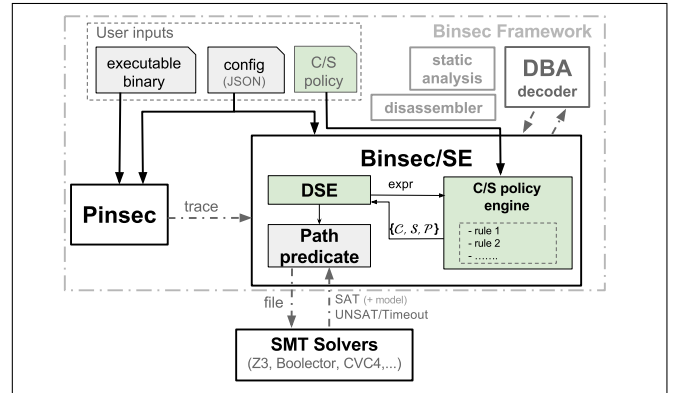 User inputs
Binsec Framework
executable
binary
config
(JSON)
C/S
policy
static
analysis
disassembler
DBA
decoder
Binsec/SE
Pinsec
trace
DSE
expr
C/S policy
engine
{C, S, P}
- rule 1
- rule 2
- .......
Path
predicate
file
SAT (+ model)
UNSAT/Timeout
SMT Solvers
(Z3, Boolector, CVC4,...)